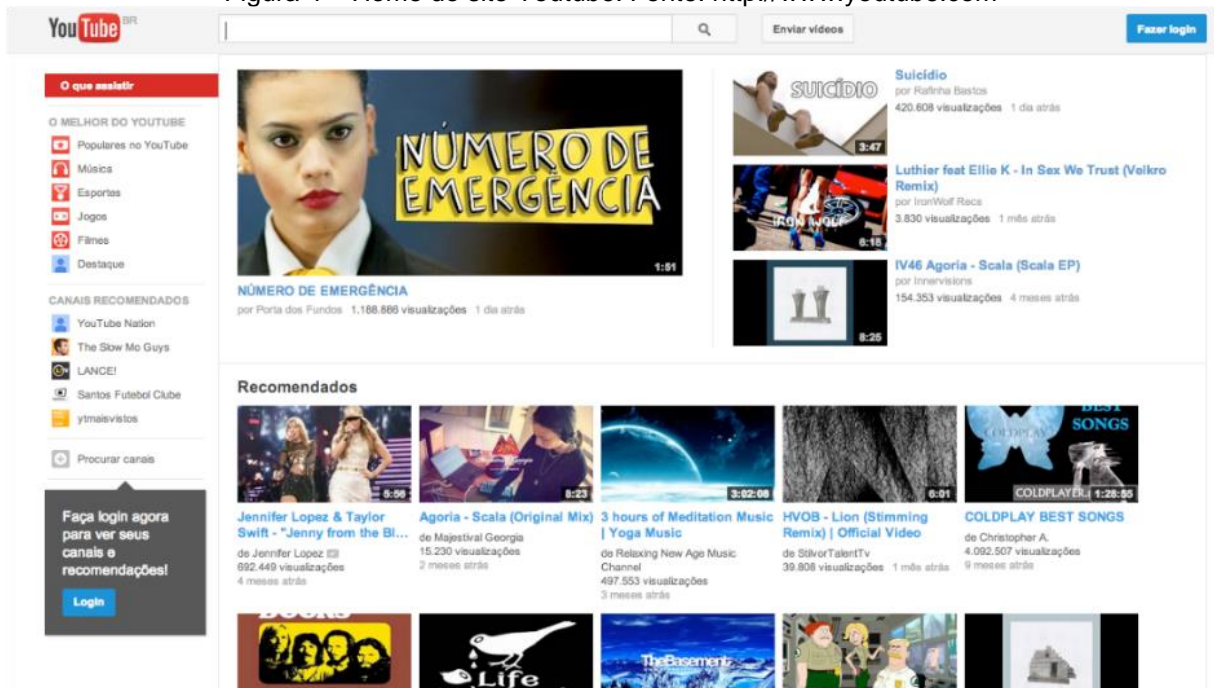 Figura 1 – Home do site Youtube. Fonte: http://www.youtube.com
YouTube BR
Enviar vídeos
Fazer login
O que assistir
O MELHOR DO YOUTUBE
Populares no YouTube
Música
Esportes
Jogos
Filmes
Destaque
CANAIS RECOMENDADOS
YouTube Nation
The Slow Mo Guys
LANCE!
Santos Futebol Clube
ytmaisvistos
Procurar canais
Faça login agora
para ver seus
canais e
recomendações!
Login
NÚMERO DE
EMERGÊNCIA
1:51
NÚMERO DE EMERGÊNCIA
por Porta dos Fundos 1.188.866 visualizações 1 dia atrás
SUICÍDIO
3:47
Suicídio
por Rafinha Bastos
420.608 visualizações 1 dia atrás
IRON WOLF
6:16
Luthier feat Ellie K - In Sex We Trust (Velkro
Remix)
por IronWolf Recs
3.830 visualizações 1 mês atrás
8:25
IV46 Agoria - Scala (Scala EP)
por Innervisions
154.353 visualizações 4 meses atrás
Recomendados
5:56
Jennifer Lopez & Taylor
Swift - "Jenny from the Bl...
de Jennifer Lopez
692.449 visualizações
4 meses atrás
8:23
Agoria - Scala (Original Mix)
de Majestival Georgia
15.230 visualizações
2 meses atrás
3:02:08
3 hours of Meditation Music
| Yoga Music
de Relaxing New Age Music
Channel
497.553 visualizações
3 meses atrás
6:01
HVOB - Lion (Stimming
Remix) | Official Video
de StilvorTalentTv
39.808 visualizações 1 mês atrás
BEST
SONGS
COLDPLAY
COLDPLAYER
1:28:55
COLDPLAY BEST SONGS
de Christopher A.
4.092.507 visualizações
9 meses atrás
DOORS
Life
TheBasement